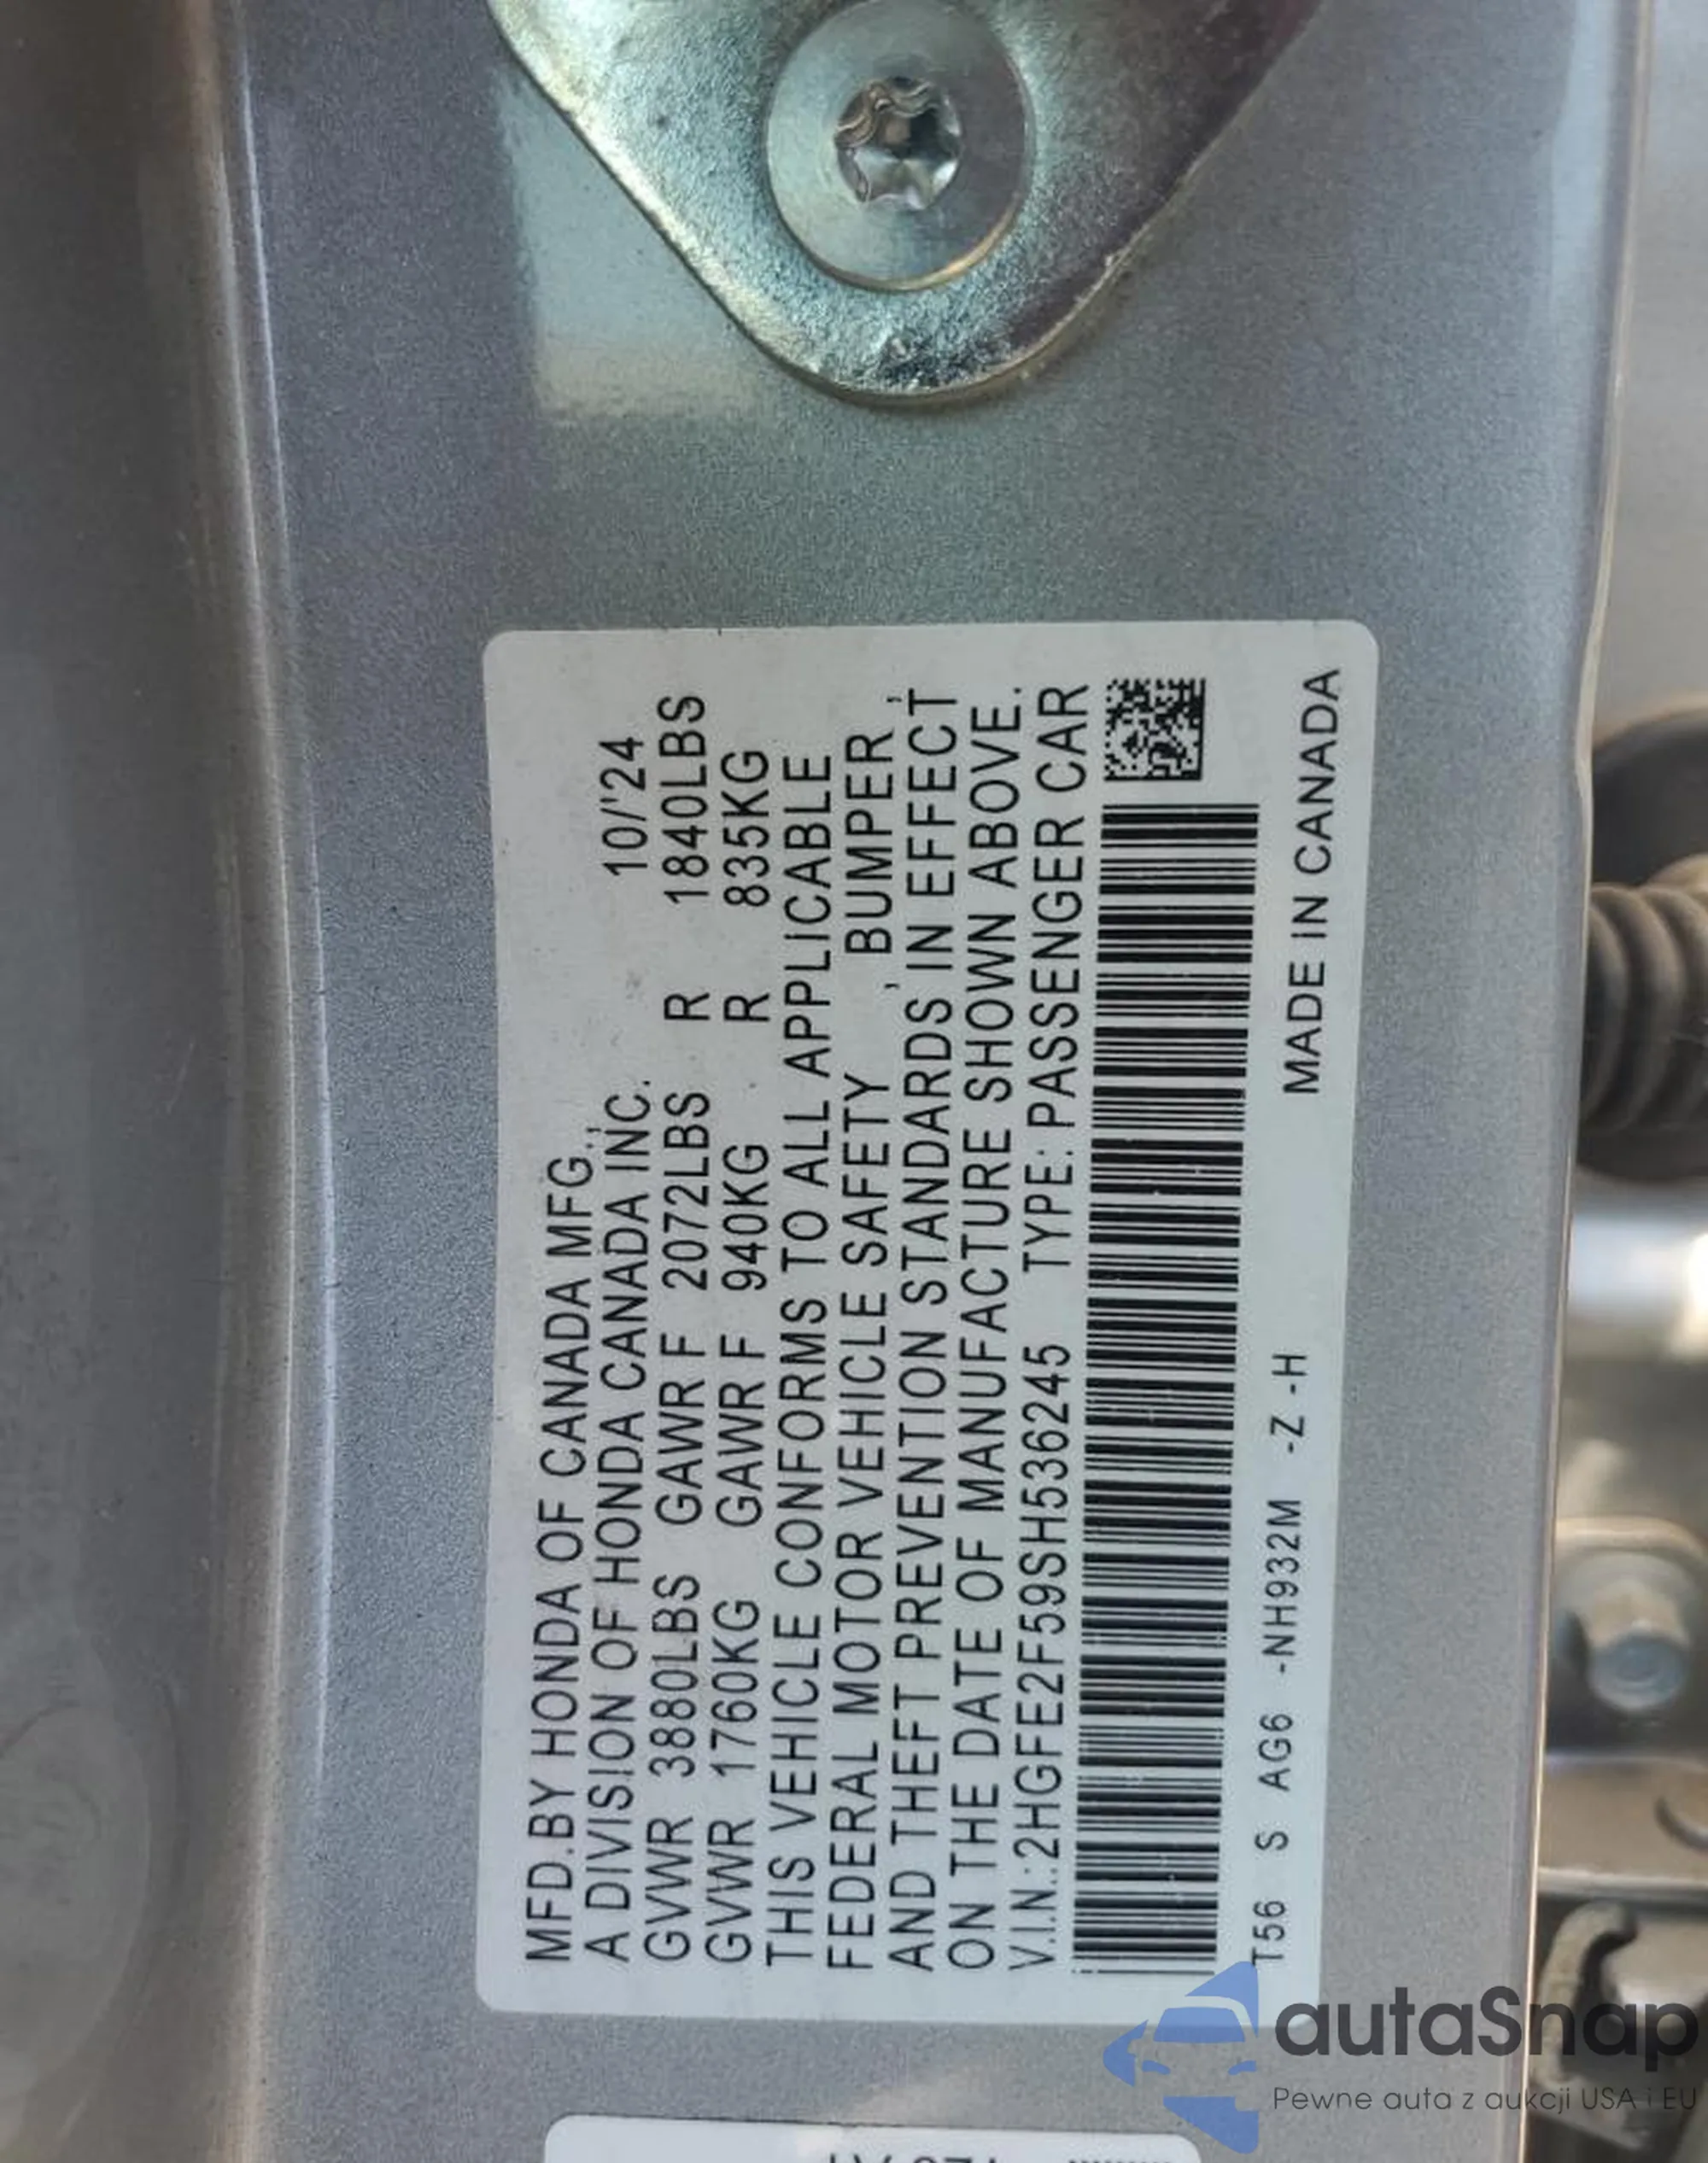 MFD.BY HONDA OF CANADA MFG.,
A DIVISION OF HONDA CANADA INC. 10/'24
GVWR 3880LBS GAWR F 2072LBS R 1840LBS
GVWR 1760KG GAWR F 940KG R 835KG
THIS VEHICLE CONFORMS TO ALL APPLICABLE
FEDERAL MOTOR VEHICLE SAFETY , BUMPER ,
AND THEFT PREVENTION STANDARDS IN EFFECT
ON THE DATE OF MANUFACTURE SHOWN ABOVE.
V.I.N.:2HGFE2F59SH536245 TYPE: PASSENGER CAR
T56 S AG6 -NH932M -Z -H MADE IN CANADA
autaSnap
Pewne auta z aukcji USA i EU